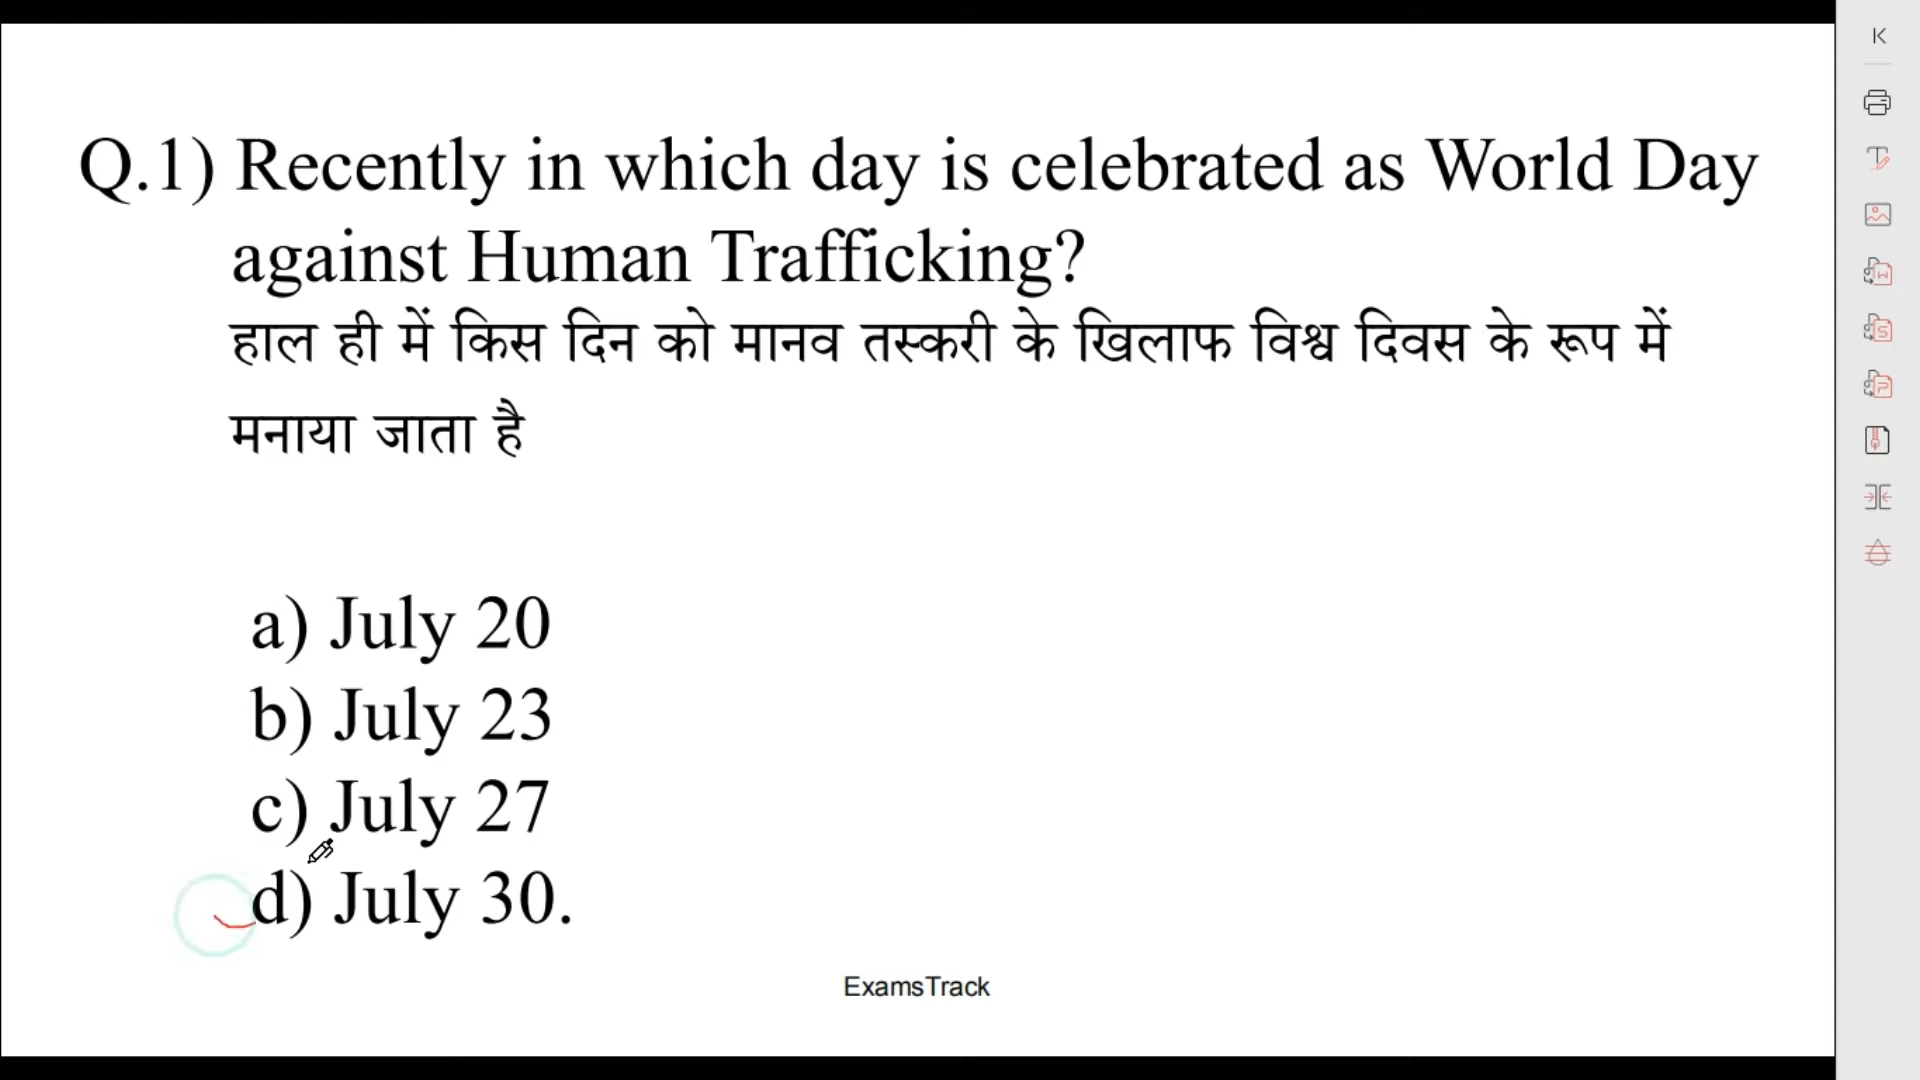 Q.1) Recently in which day is celebrated as World Day
against Human Trafficking?
हाल ही में किस दिन को मानव तस्करी के खिलाफ विश्व दिवस के रूप में
मनाया जाता है
a) July 20
b) July 23
c) July 27
d) July 30.
ExamsTrack